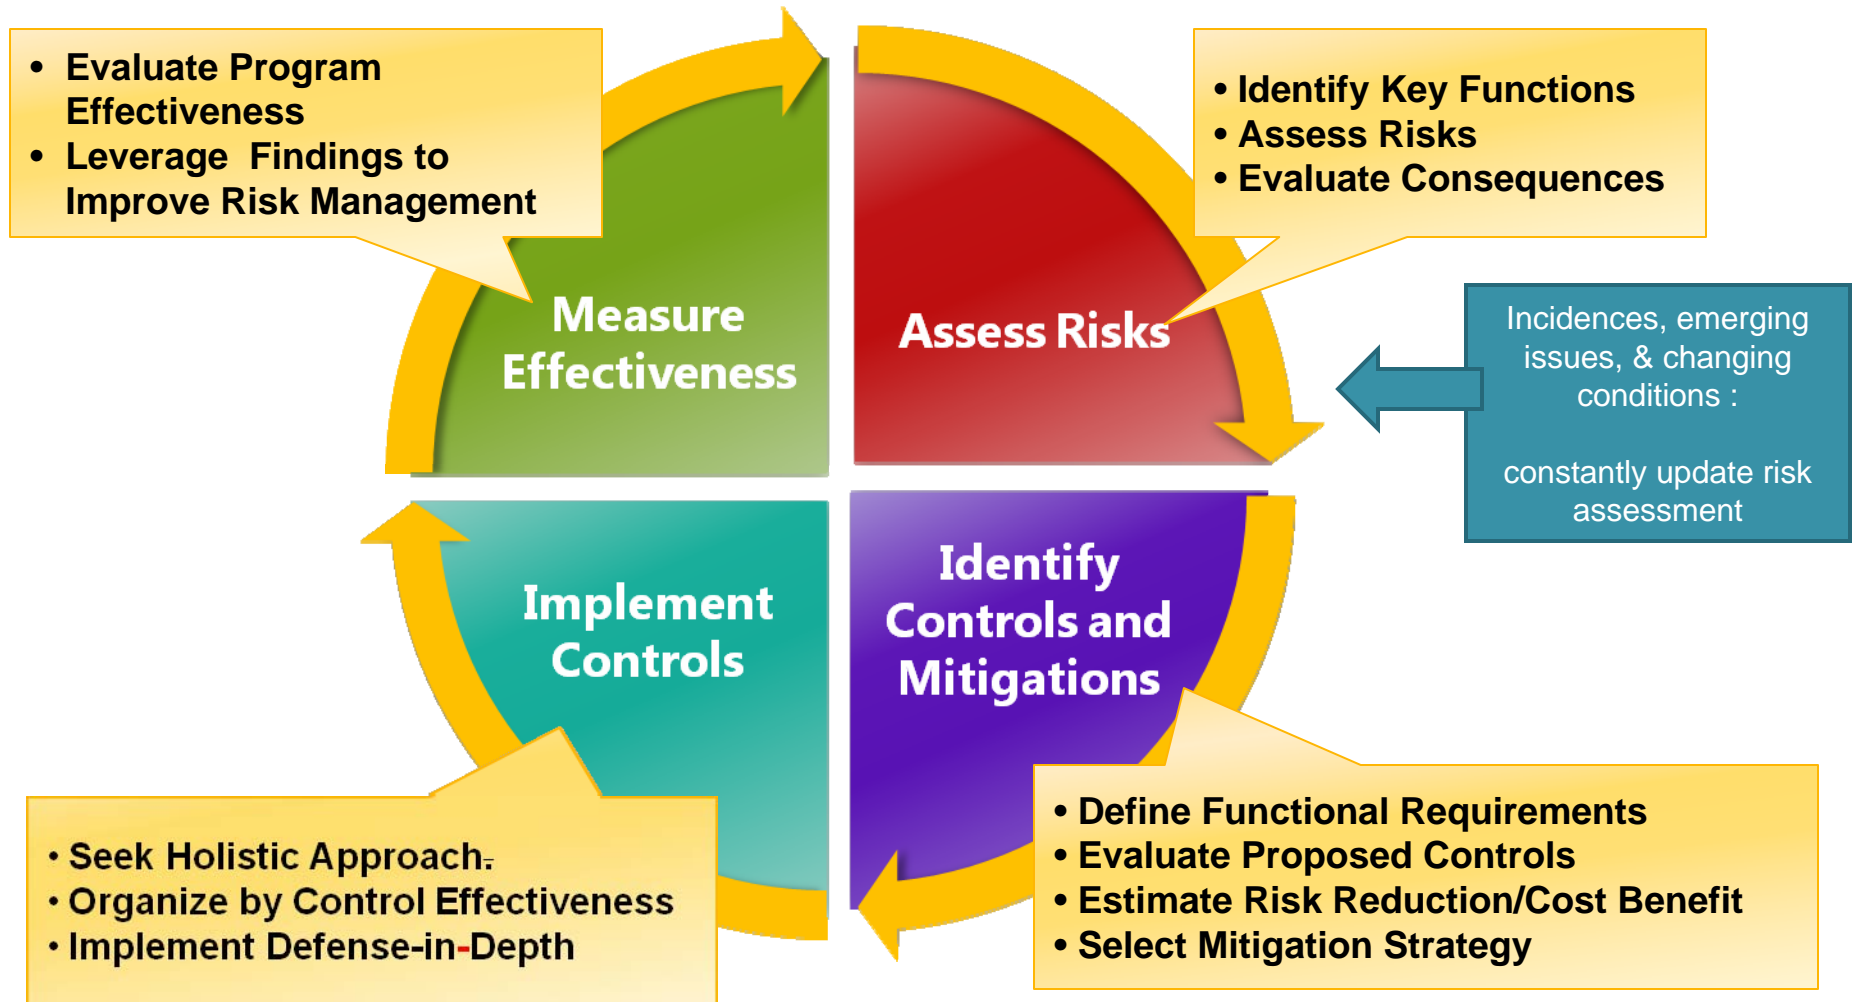 • Evaluate Program
Effectiveness
• Leverage  Findings to
Improve Risk Management
• Identify Key Functions
• Assess Risks
• Evaluate Consequences
Measure
Effectiveness
Assess Risks
Incidences, emerging
issues, & changing
conditions :
constantly update risk
assessment
Implement
Controls
Identify
Controls and
Mitigations
• Seek Holistic Approach.
• Organize by Control Effectiveness
• Implement Defense-in-Depth
• Define Functional Requirements
• Evaluate Proposed Controls
• Estimate Risk Reduction/Cost Benefit
• Select Mitigation Strategy